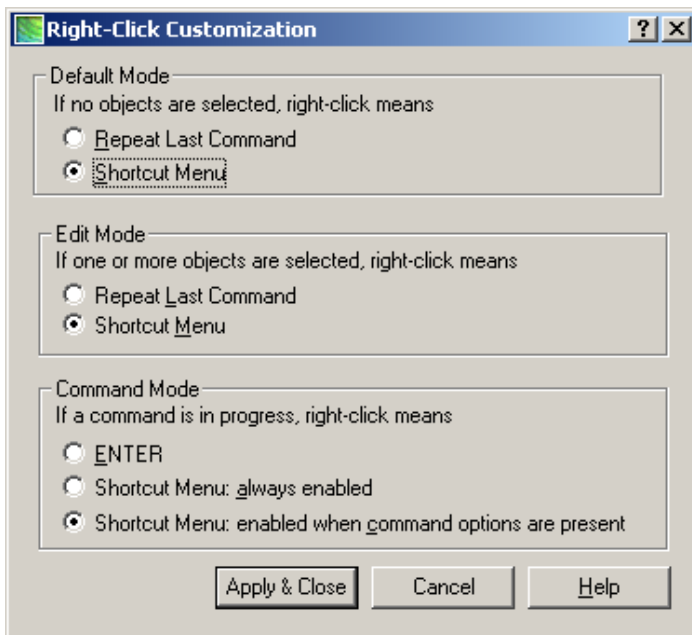 Right-Click Customization
Default Mode
If no objects are selected, right-click means
Repeat Last Command
Shortcut Menu
Edit Mode
If one or more objects are selected, right-click means
Repeat Last Command
Shortcut Menu
Command Mode
If a command is in progress, right-click means
ENTER
Shortcut Menu: always enabled
Shortcut Menu: enabled when command options are present
Apply & Close Cancel Help